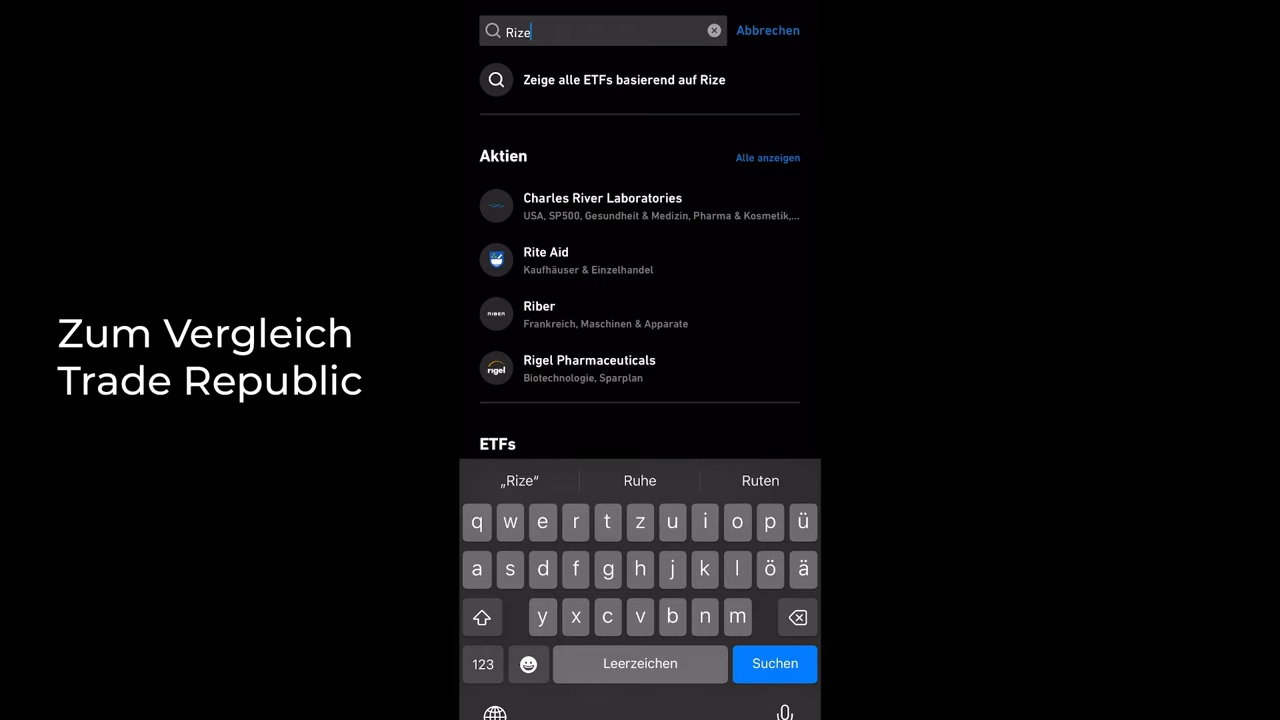 Rize
Abbrechen
Zeige alle ETFs basierend auf Rize
Aktien
Alle anzeigen
Charles River Laboratories
USA, SP500, Gesundheit & Medizin, Pharma & Kosmetik,...
Rite Aid
Kaufhäuser & Einzelhandel
RIBER
Riber
Frankreich, Maschinen & Apparate
rigel
Rigel Pharmaceuticals
Biotechnologie, Sparplan
ETFs
Zum Vergleich
Trade Republic
„Rize“ Ruhe Ruten
q w e r t z u i o p ü
a s d f g h j k l ö ä
y x c v b n m
123 Leerzeichen Suchen